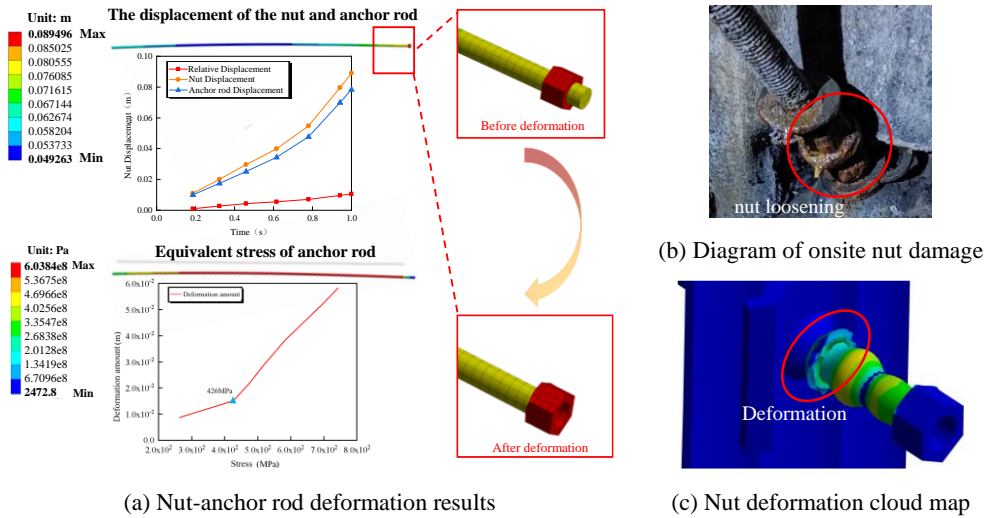 The displacement of the nut and anchor rod
Unit: m
0.089496 Max
0.085025
0.080555
0.076085
0.071615
0.067144
0.062674
0.058204
0.053733
0.049263 Min
Relative Displacement
Nut Displacement
Anchor rod Displacement
Nut Displacement（m）
0.10
0.08
0.06
0.04
0.02
0.00
0.0 0.2 0.4 0.6 0.8 1.0
Time（s）
Before deformation
After deformation
Equivalent stress of anchor rod
Unit: Pa
6.0384e8 Max
5.3675e8
4.6966e8
4.0256e8
3.3547e8
2.6838e8
2.0128e8
1.3419e8
6.7096e8
2472.8 Min
Deformation amount
Deformation amount(m)
6.0x10-2
4.0x10-2
2.0x10-2
1.0x10-2
0.0
426MPa
2.0x10² 3.0x10² 4.0x10² 5.0x10² 6.0x10² 7.0x10² 8.0x10²
Stress (MPa)
(a) Nut-anchor rod deformation results
nut loosening
(b) Diagram of onsite nut damage
Deformation
(c) Nut deformation cloud map